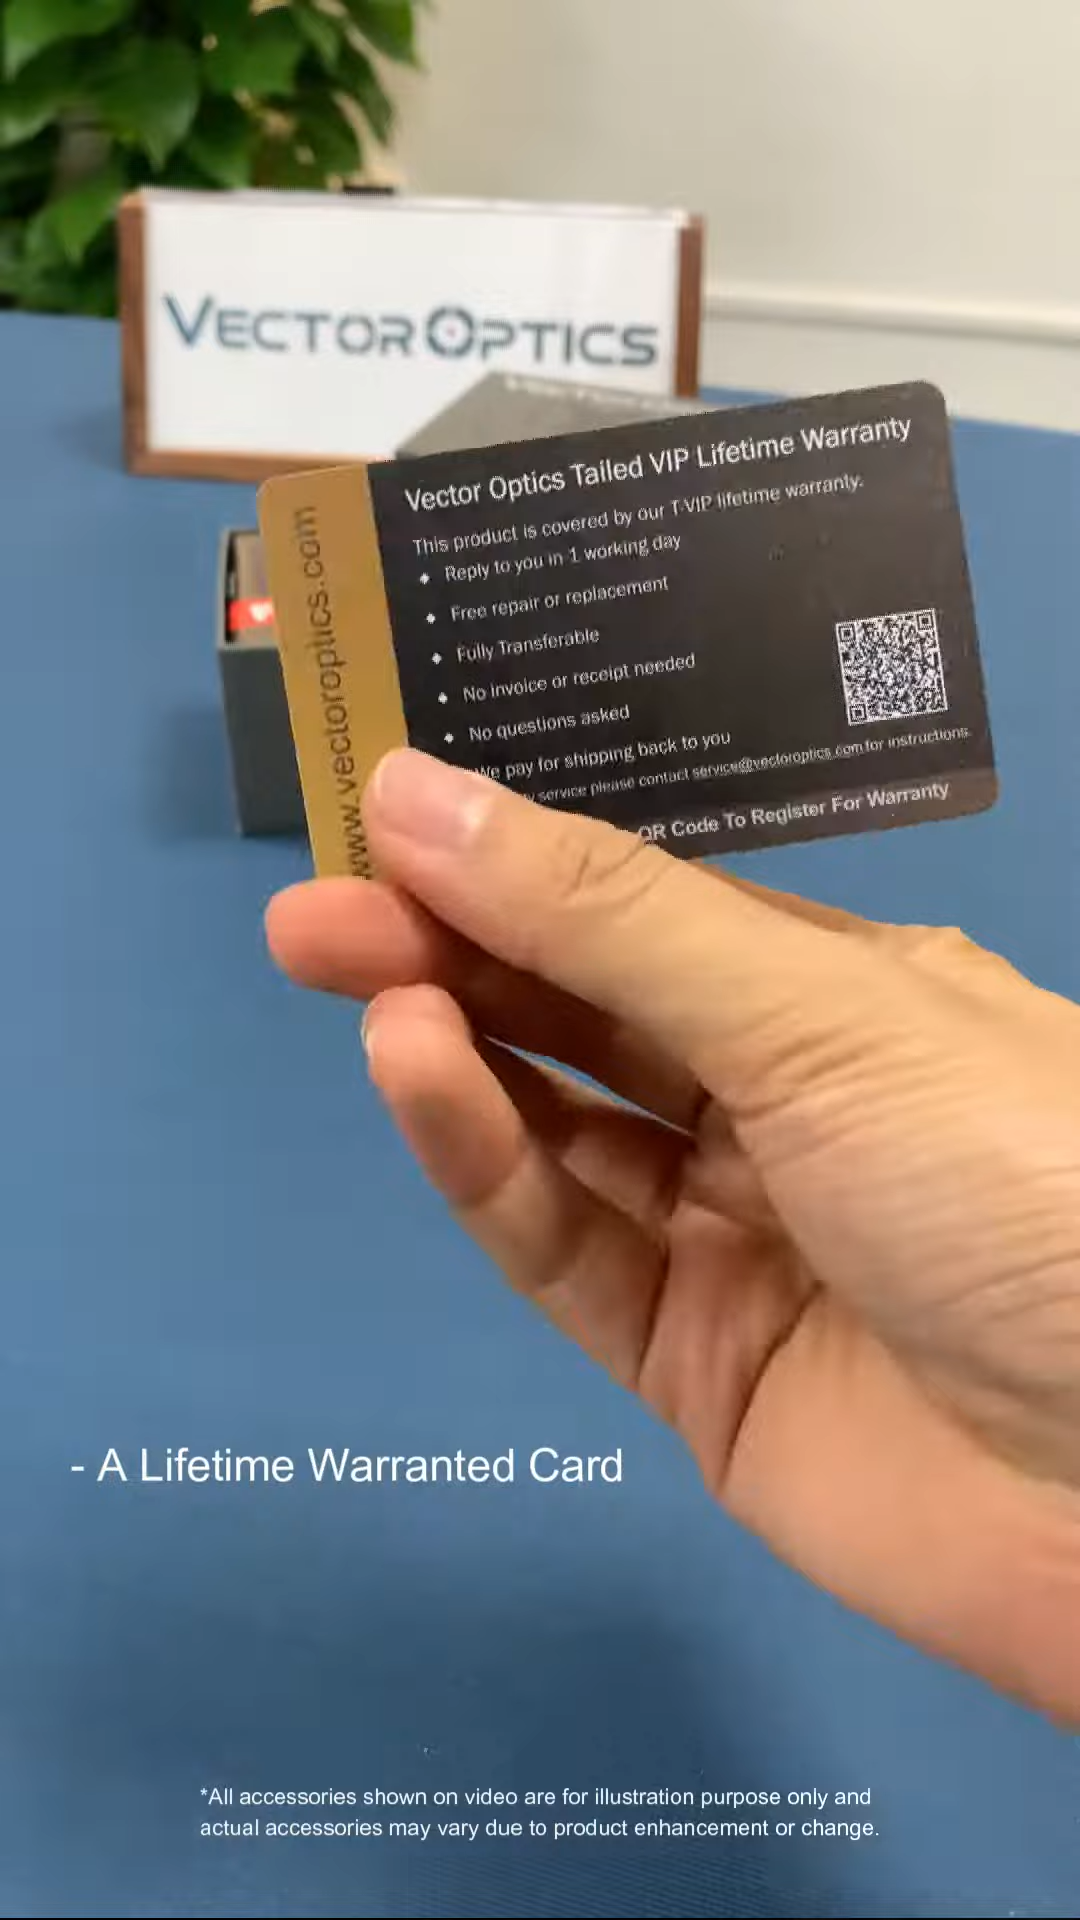 VECTOR OPTICS
www.vectoroptics.com
Vector Optics Tailed VIP Lifetime Warranty
This product is covered by our T-VIP lifetime warranty.
Reply to you in 1 working day
Free repair or replacement
Fully Transferable
No invoice or receipt needed
No questions asked
We pay for shipping back to you
service please contact service@vectoroptics.com for instructions.
QR Code To Register For Warranty
- A Lifetime Warranted Card
*All accessories shown on video are for illustration purpose only and
actual accessories may vary due to product enhancement or change.